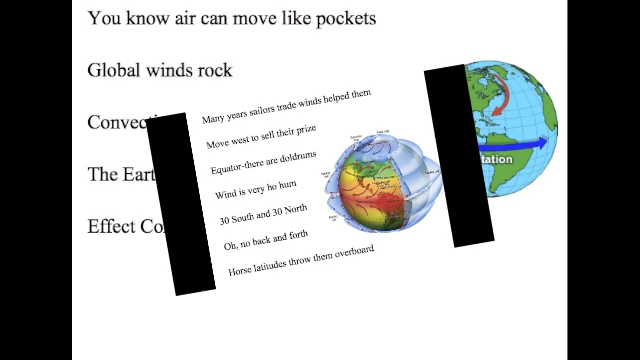 You know air can move like pockets
Global winds rock
Convec
The Eart
Effect Co
tation
Many years sailors trade winds helped them
Move west to sell their prize
Equator-there are doldrums
Wind is very ho hum
30 South and 30 North
Oh, no back and forth
Horse latitudes throw them overboard